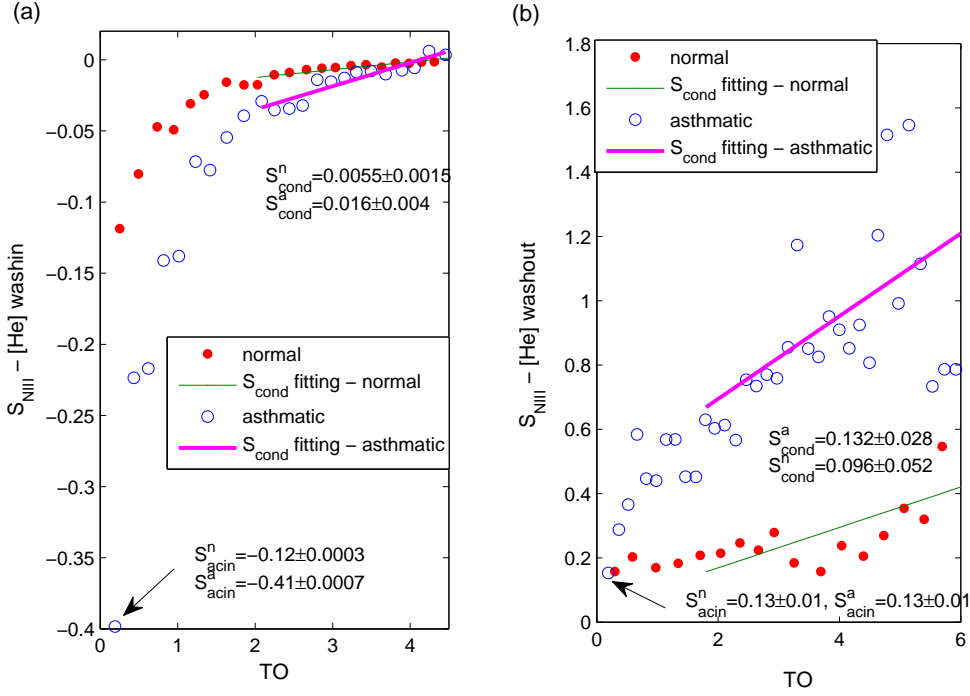 (a)
0
−0.05
−0.1
−0.15
−0.2
−0.25
−0.3
−0.35
−0.4
0 1 2 3 4
TO
S_NIII − [He] washin
S^n_cond=0.0055±0.0015
S^a_cond=0.016±0.004
normal
S_cond fitting − normal
asthmatic
S_cond fitting − asthmatic
S^n_acin=−0.12±0.0003
S^a_acin=−0.41±0.0007
(b)
1.8
1.6
1.4
1.2
1
0.8
0.6
0.4
0.2
0
0 2 4 6
TO
S_NIII − [He] washout
normal
S_cond fitting − normal
asthmatic
S_cond fitting − asthmatic
S^a_cond=0.132±0.028
S^n_cond=0.096±0.052
S^n_acin=0.13±0.01, S^a_acin=0.13±0.01